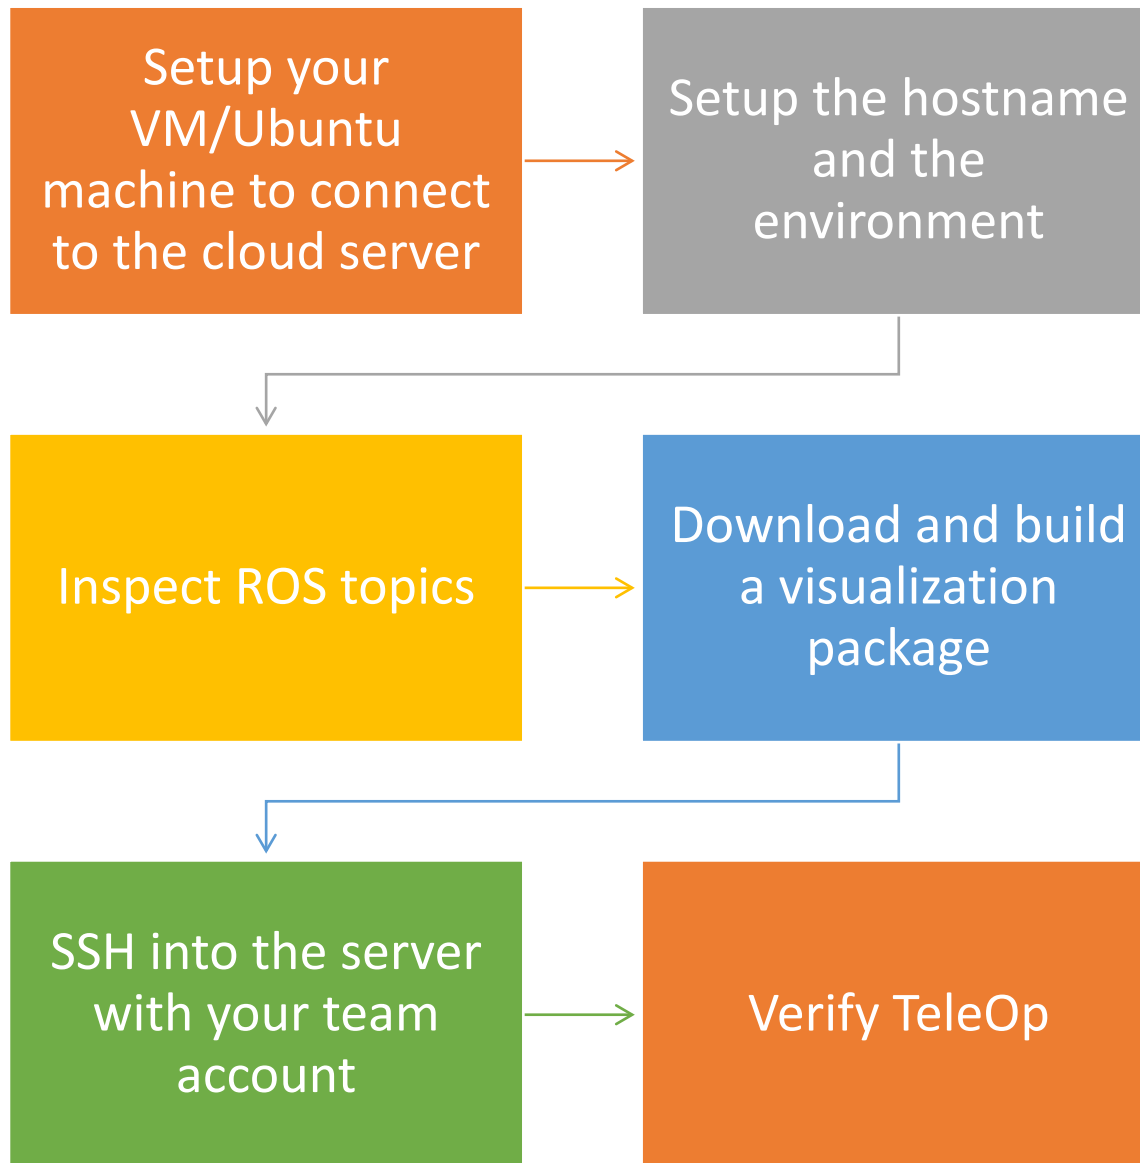 Setup your
VM/Ubuntu
machine to connect
to the cloud server
Setup the hostname
and the
environment
Inspect ROS topics
Download and build
a visualization
package
SSH into the server
with your team
account
Verify TeleOp